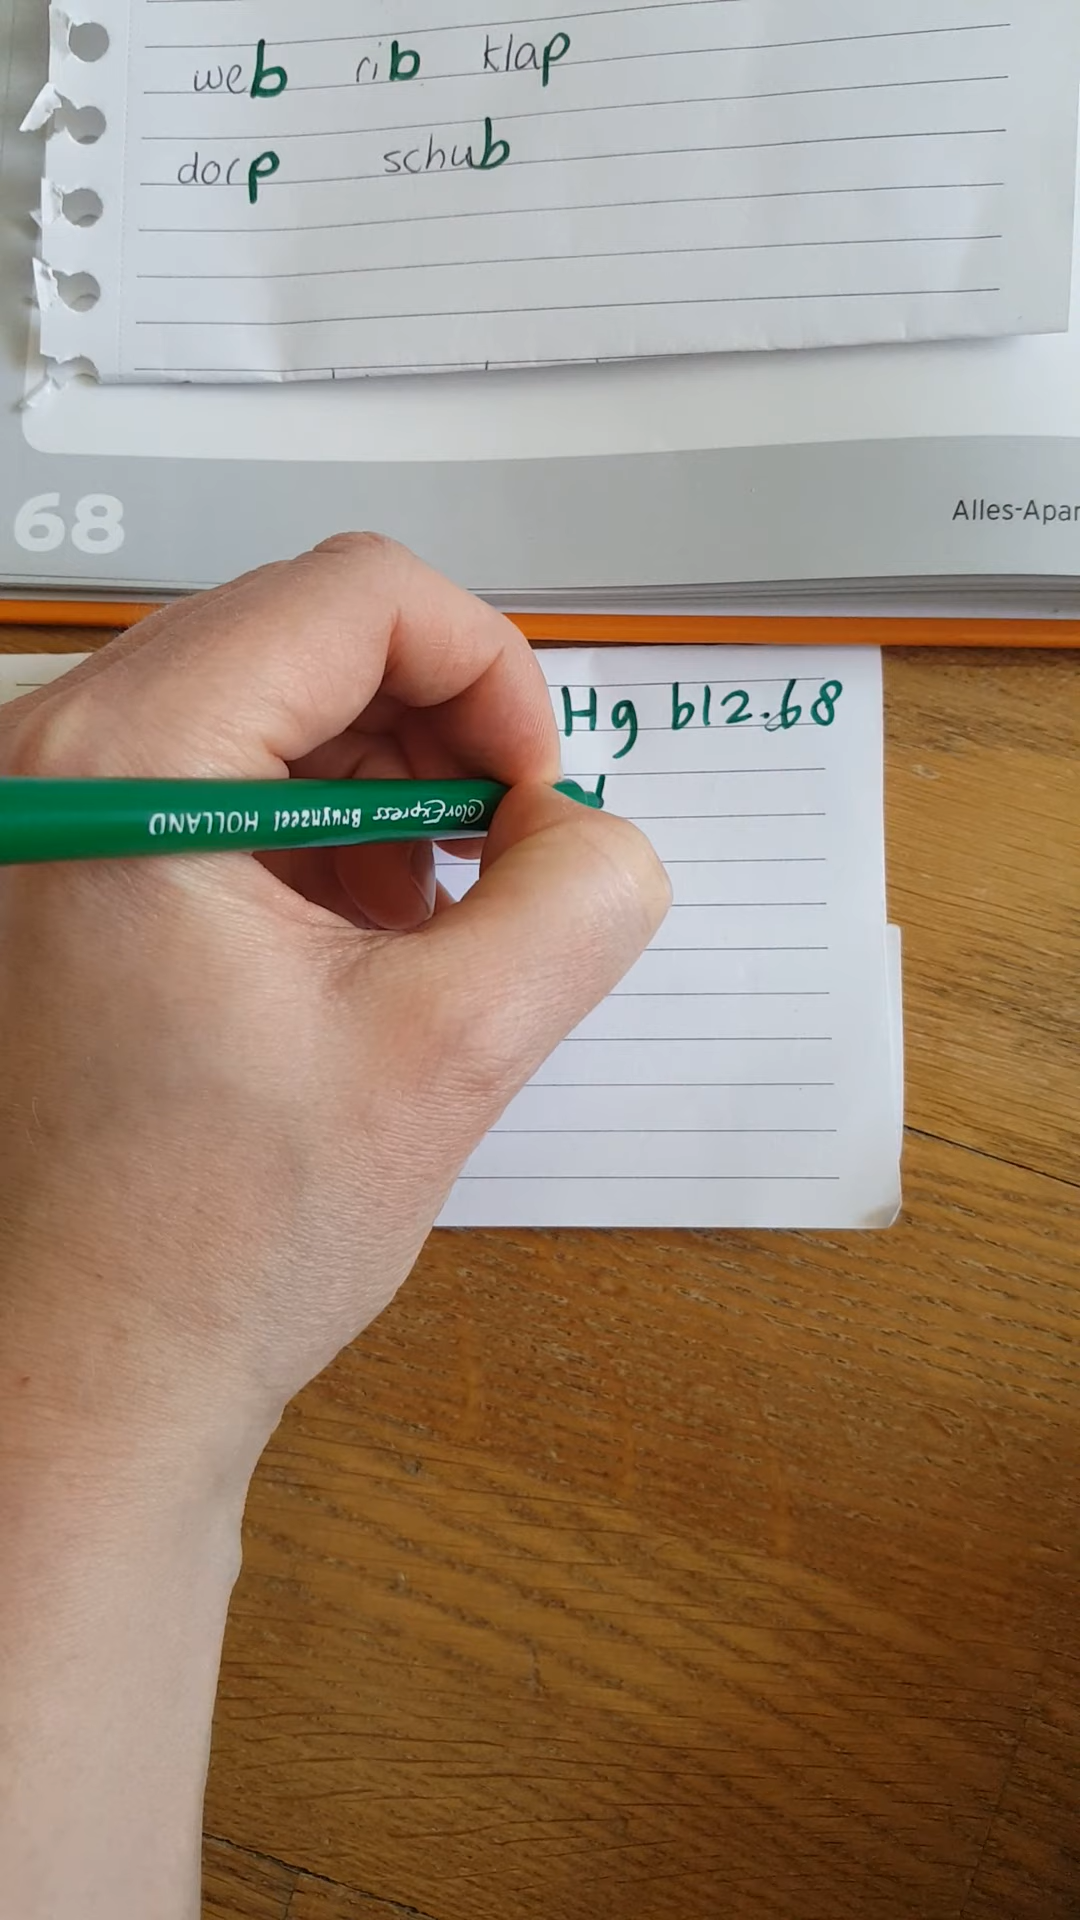 web rib klap
dorp schub
68
Alles-Apar
Hg blz.68
ColorExpress Bruynzeel HOLLAND